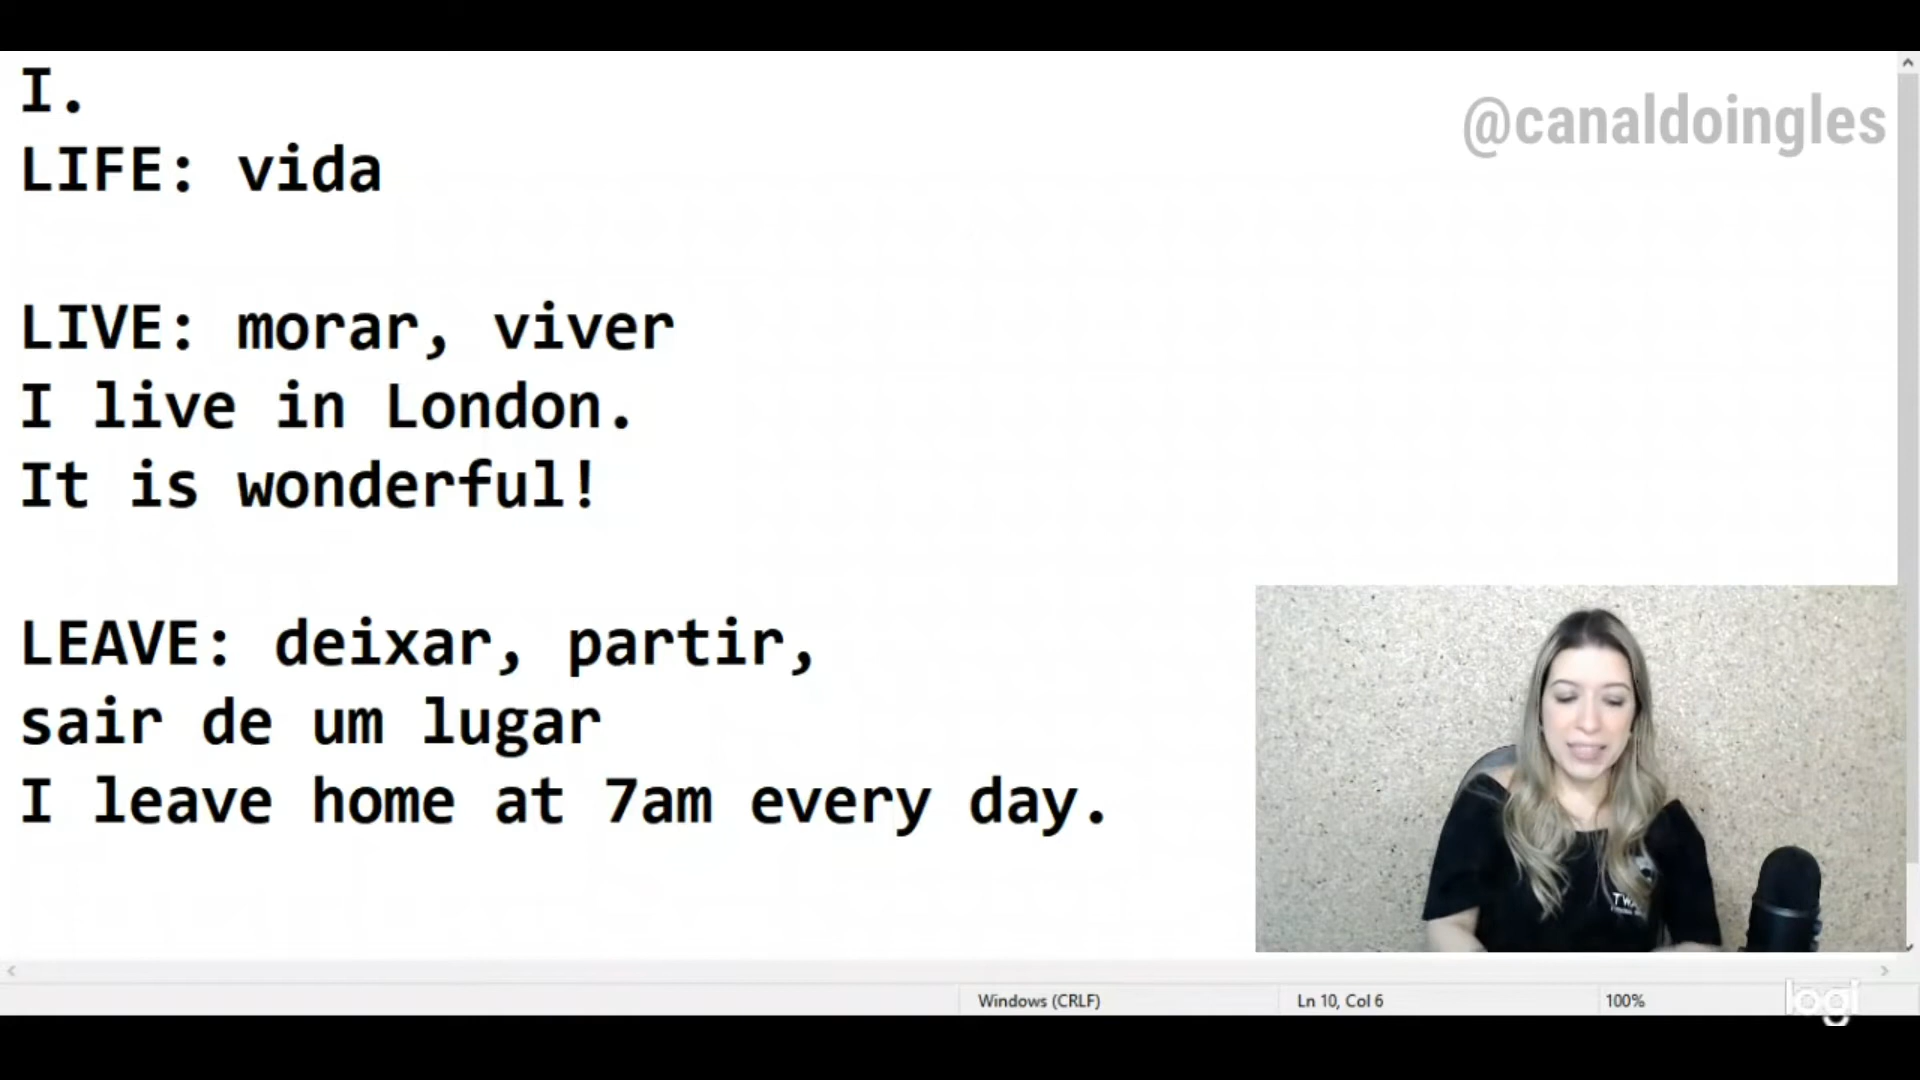 I.
@canaldoingles
LIFE: vida
LIVE: morar, viver
I live in London.
It is wonderful!
LEAVE: deixar, partir,
sair de um lugar
I leave home at 7am every day.
Windows (CRLF)
Ln 10, Col 6
100%
logi